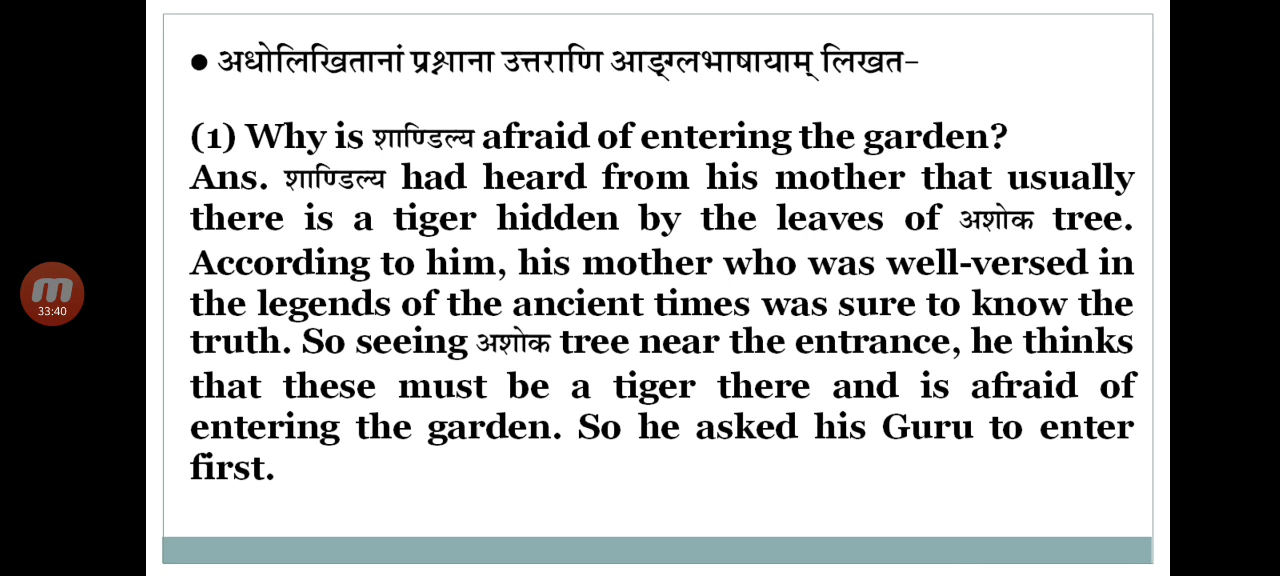 ● अधोलिखितानां प्रश्नाना उत्तराणि आङ्ग्लभाषायाम् लिखत-
(1) Why is शाण्डिल्य afraid of entering the garden?
Ans. शाण्डिल्य had heard from his mother that usually
there is a tiger hidden by the leaves of अशोक tree.
According to him, his mother who was well-versed in
the legends of the ancient times was sure to know the
truth. So seeing अशोक tree near the entrance, he thinks
that these must be a tiger there and is afraid of
entering the garden. So he asked his Guru to enter
first.
33:40